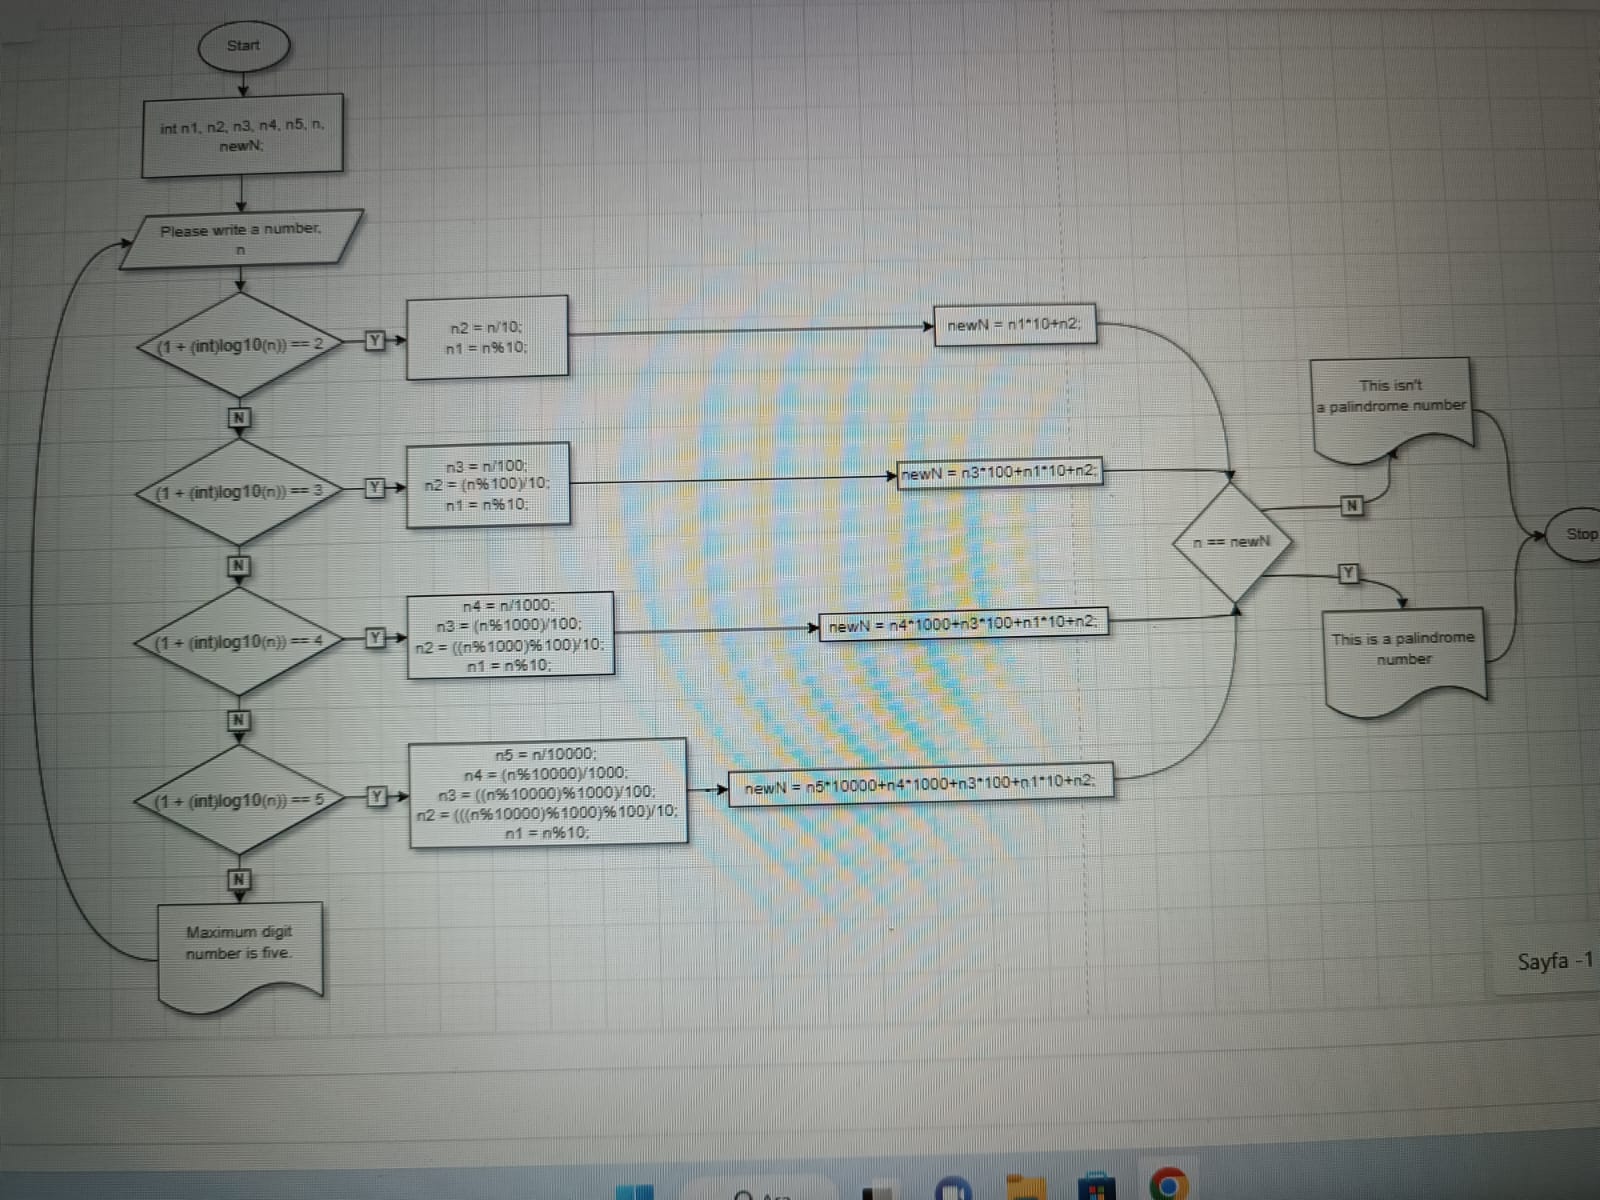 Start
int n1, n2, n3, n4, n5, n,
newN;
Please write a number,
n
(1 + (int)log10(n)) == 2
Y
n2 = n/10;
n1 = n%10;
newN = n1*10+n2;
N
(1 + (int)log10(n)) == 3
Y
n3 = n/100;
n2 = (n%100)/10;
n1 = n%10;
newN = n3*100+n1*10+n2;
N
(1 + (int)log10(n)) == 4
Y
n4 = n/1000;
n3 = (n%1000)/100;
n2 = ((n%1000)%100)/10;
n1 = n%10;
newN = n4*1000+n3*100+n1*10+n2;
N
(1 + (int)log10(n)) == 5
Y
n5 = n/10000;
n4 = (n%10000)/1000;
n3 = ((n%10000)%1000)/100;
n2 = (((n%10000)%1000)%100)/10;
n1 = n%10;
newN = n5*10000+n4*1000+n3*100+n1*10+n2;
N
Maximum digit
number is five.
n == newN
N
This isn't
a palindrome number
Y
This is a palindrome
number
Stop
Sayfa -1
Ara